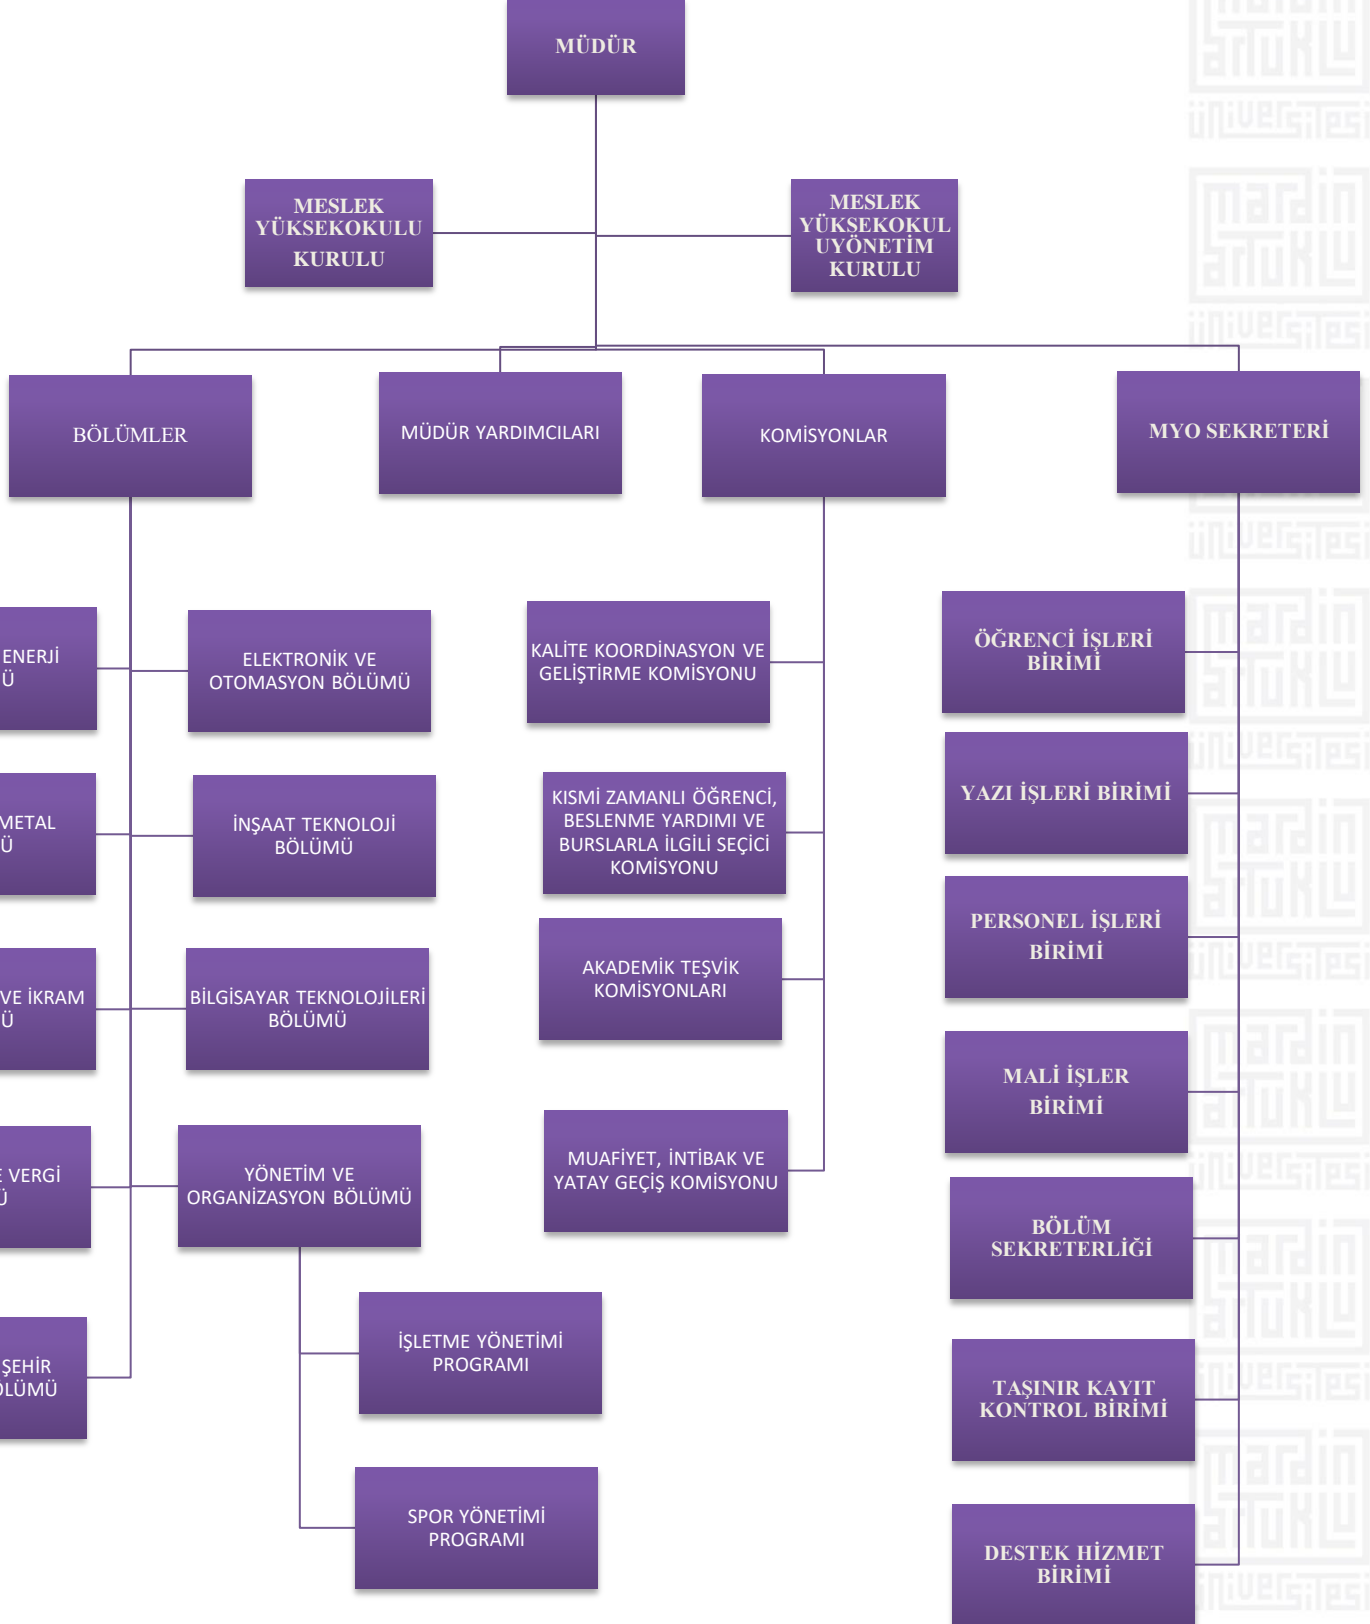 MÜDÜR
MESLEK
YÜKSEKOKULU
KURULU
MESLEK
YÜKSEKOKUL
UYÖNETİM
KURULU
BÖLÜMLER
MÜDÜR YARDIMCILARI
KOMİSYONLAR
MYO SEKRETERİ
ENERJİ
ELEKTRONİK VE
OTOMASYON BÖLÜMÜ
METAL
İNŞAAT TEKNOLOJİ
BÖLÜMÜ
VE İKRAM
BİLGİSAYAR TEKNOLOJİLERİ
BÖLÜMÜ
VERGİ
YÖNETİM VE
ORGANİZASYON BÖLÜMÜ
ŞEHİR
İŞLETME YÖNETİMİ
PROGRAMI
SPOR YÖNETİMİ
PROGRAMI
KALİTE KOORDİNASYON VE
GELİŞTİRME KOMİSYONU
KISMİ ZAMANLI ÖĞRENCİ,
BESLENME YARDIMI VE
BURSLARLA İLGİLİ SEÇİCİ
KOMİSYONU
AKADEMİK TEŞVİK
KOMİSYONLARI
MUAFİYET, İNTİBAK VE
YATAY GEÇİŞ KOMİSYONU
ÖĞRENCİ İŞLERİ
BİRİMİ
YAZI İŞLERİ BİRİMİ
PERSONEL İŞLERİ
BİRİMİ
MALİ İŞLER
BİRİMİ
BÖLÜM
SEKRETERLİĞİ
TAŞINIR KAYIT
KONTROL BİRİMİ
DESTEK HİZMET
BİRİMİ